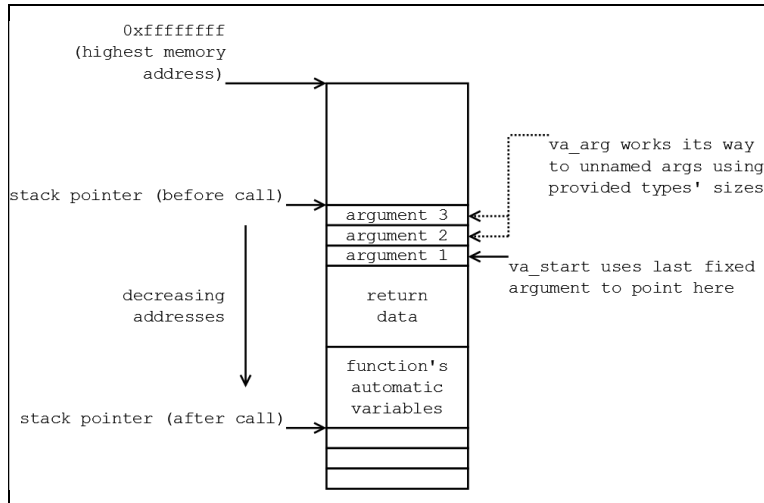 0xffffffff
(highest memory
address)
va_arg works its way
to unnamed args using
provided types' sizes
stack pointer (before call)
argument 3
argument 2
argument 1
va_start uses last fixed
argument to point here
decreasing
addresses
return
data
function's
automatic
variables
stack pointer (after call)